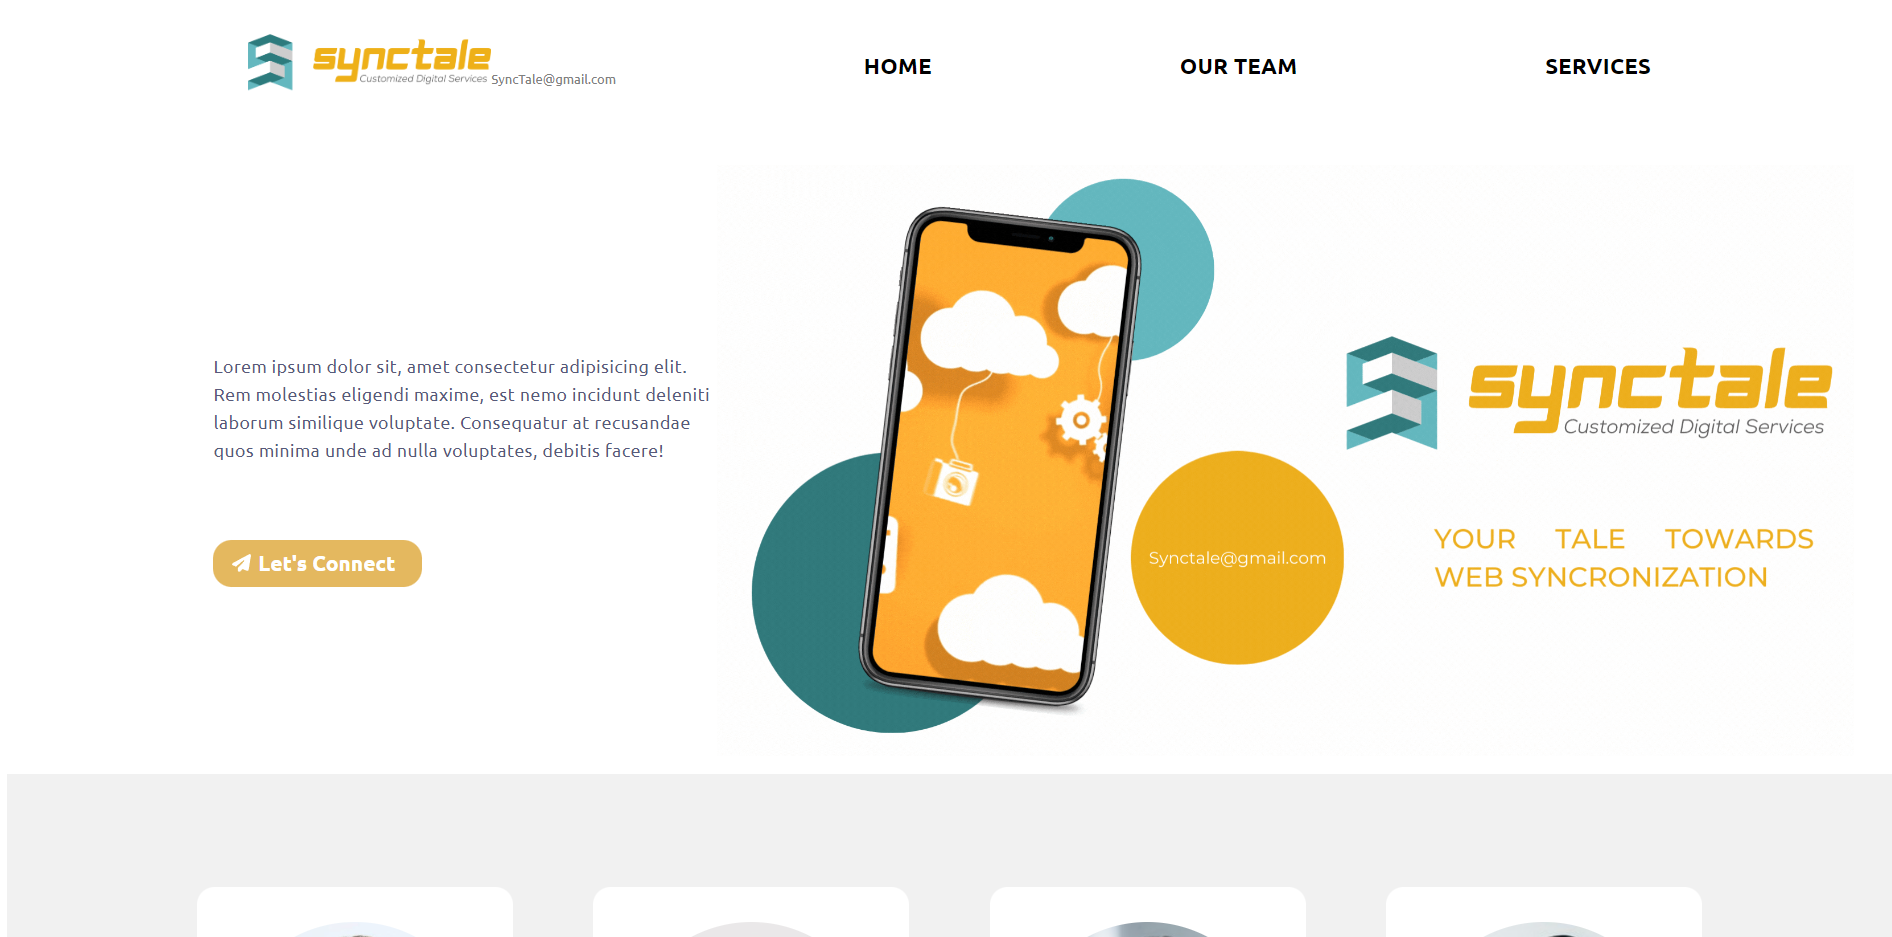 synctale
Customized Digital Services SyncTale@gmail.com
HOME
OUR TEAM
SERVICES
Lorem ipsum dolor sit, amet consectetur adipisicing elit.
Rem molestias eligendi maxime, est nemo incidunt deleniti
laborum similique voluptate. Consequatur at recusandae
quos minima unde ad nulla voluptates, debitis facere!
Let's Connect
Synctale@gmail.com
synctale
Customized Digital Services
YOUR TALE TOWARDS
WEB SYNCRONIZATION